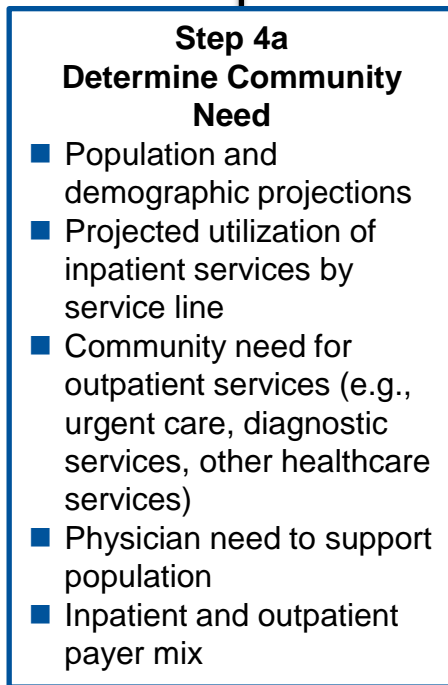 Step 4a
Determine Community
Need
■ Population and
demographic projections
■ Projected utilization of
inpatient services by
service line
■ Community need for
outpatient services (e.g.,
urgent care, diagnostic
services, other healthcare
services)
■ Physician need to support
population
■ Inpatient and outpatient
payer mix